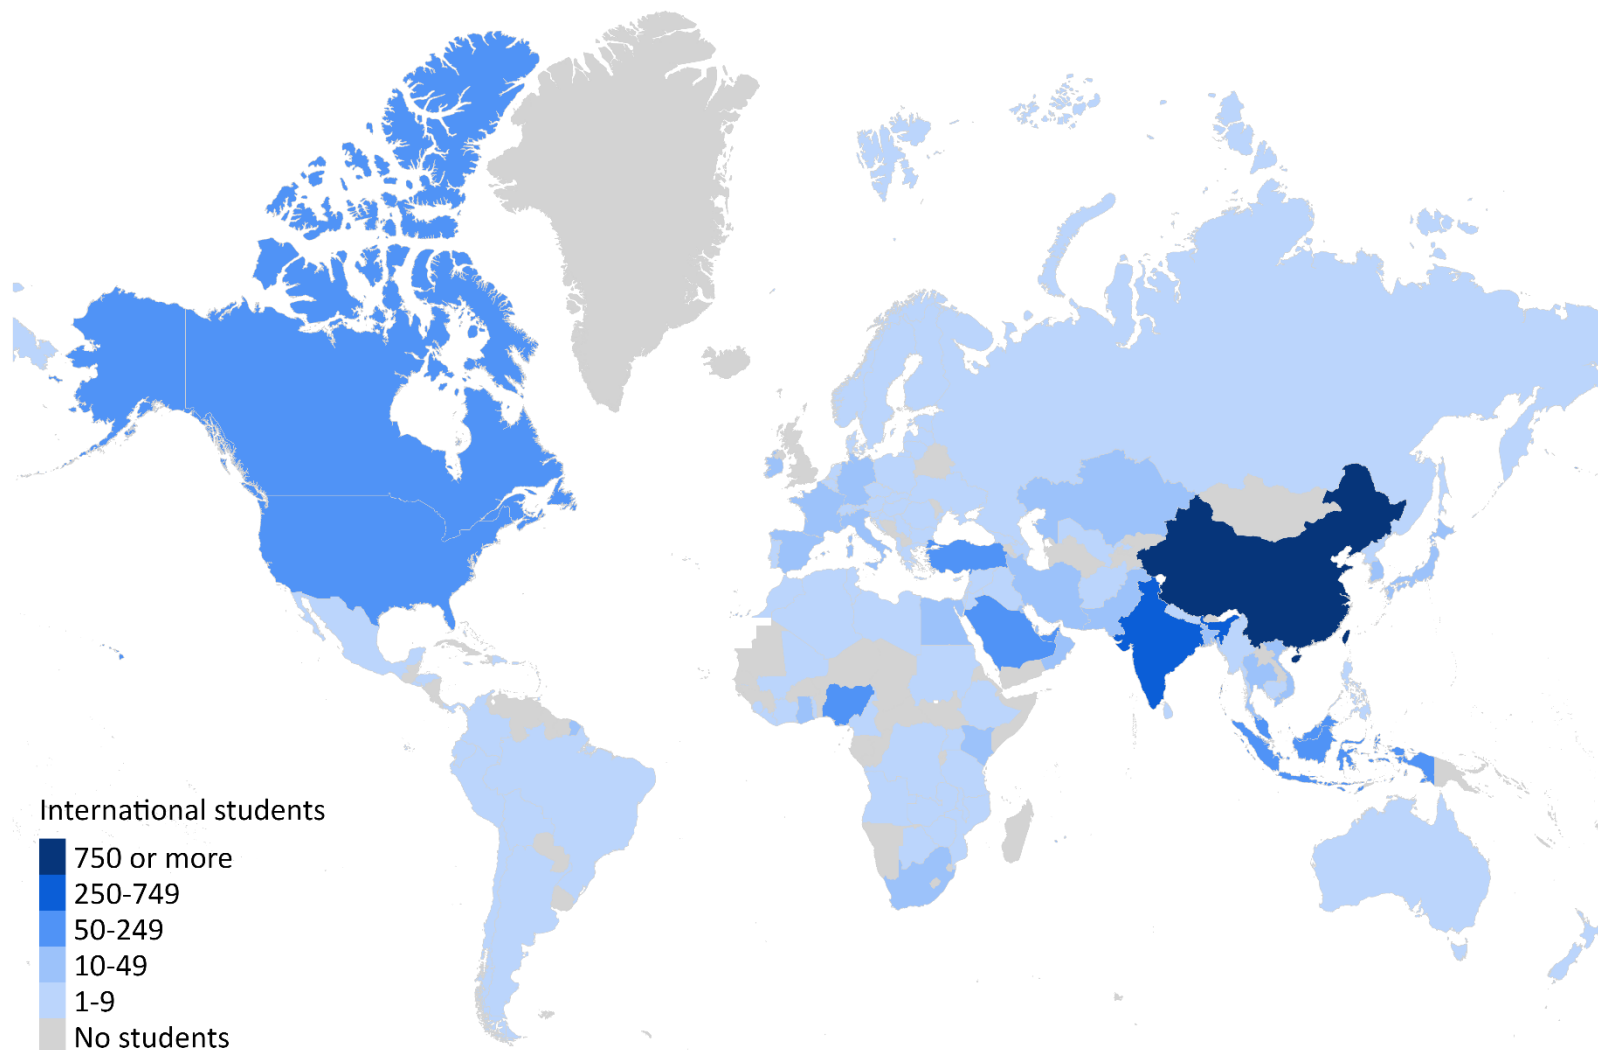 International students
750 or more
250-749
50-249
10-49
1-9
No students